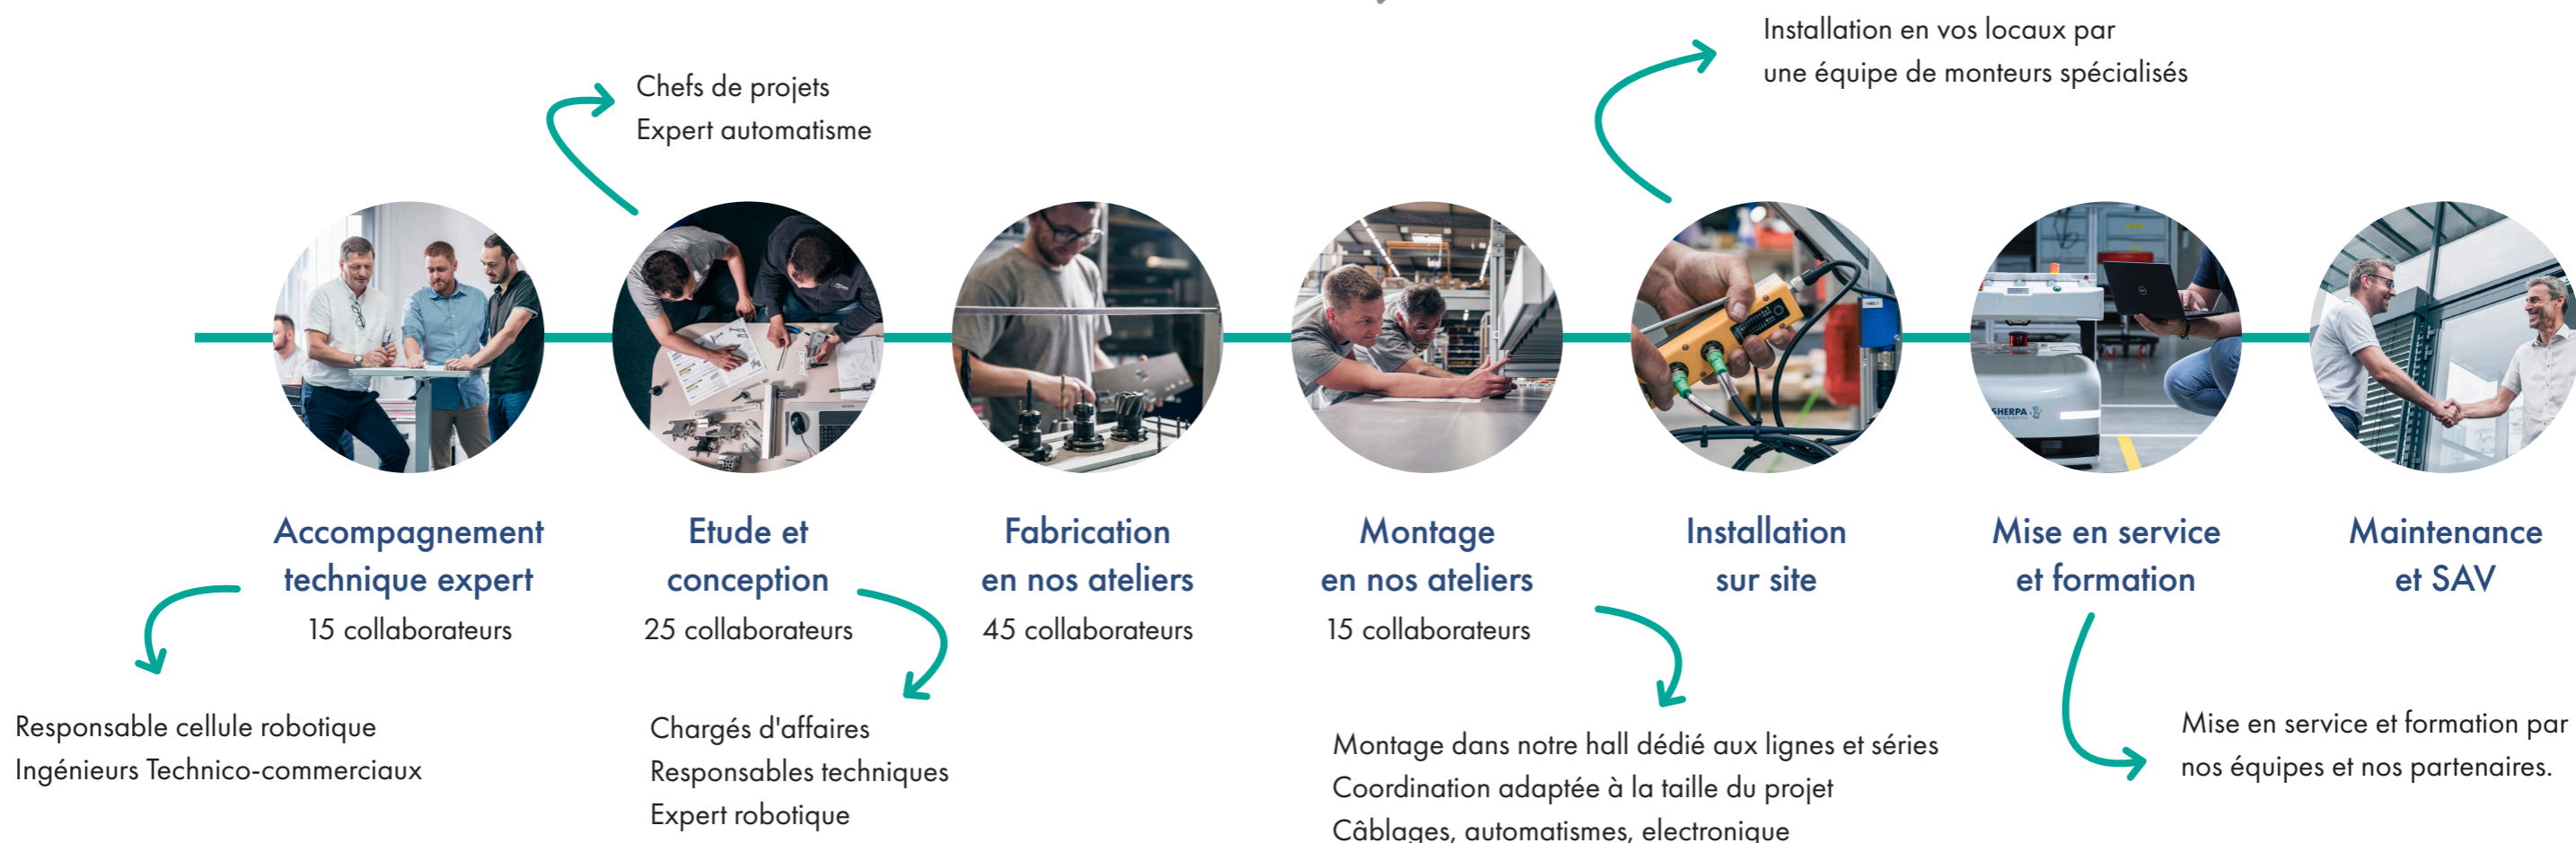 Installation en vos locaux par
une équipe de monteurs spécialisés
Chefs de projets
Expert automatisme
SHERPA
Accompagnement
technique expert
15 collaborateurs
Etude et
conception
25 collaborateurs
Fabrication
en nos ateliers
45 collaborateurs
Montage
en nos ateliers
15 collaborateurs
Installation
sur site
Mise en service
et formation
Maintenance
et SAV
Responsable cellule robotique
Ingénieurs Technico-commerciaux
Chargés d'affaires
Responsables techniques
Expert robotique
Montage dans notre hall dédié aux lignes et séries
Coordination adaptée à la taille du projet
Câblages, automatismes, electronique
Mise en service et formation par
nos équipes et nos partenaires.